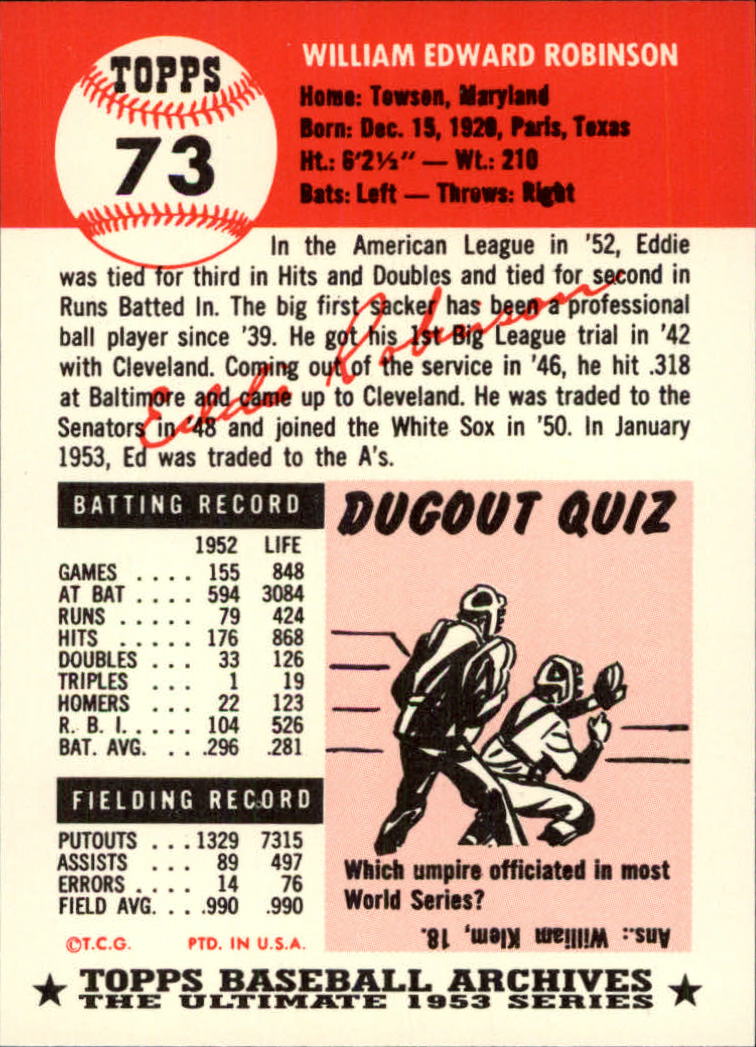 TOPPS
73
WILLIAM EDWARD ROBINSON
Home: Towson, Maryland
Born: Dec. 15, 1920, Paris, Texas
Ht.: 6'2½" — Wt.: 210
Bats: Left — Throws: Right
In the American League in '52, Eddie
was tied for third in Hits and Doubles and tied for second in
Runs Batted In. The big first sacker has been a professional
ball player since '39. He got his 1st Big League trial in '42
with Cleveland. Coming out of the service in '46, he hit .318
at Baltimore and came up to Cleveland. He was traded to the
Senators in '48 and joined the White Sox in '50. In January
1953, Ed was traded to the A's.
Eddie Robinson
BATTING RECORD
1952 LIFE
GAMES .... 155 848
AT BAT .... 594 3084
RUNS ..... 79 424
HITS ..... 176 868
DOUBLES ... 33 126
TRIPLES ... 1 19
HOMERS ... 22 123
R. B. I. ..... 104 526
BAT. AVG. ... .296 .281
FIELDING RECORD
PUTOUTS ... 1329 7315
ASSISTS ... 89 497
ERRORS .... 14 76
FIELD AVG. ... .990 .990
©T.C.G. PTD. IN U.S.A.
DUGOUT QUIZ
Which umpire officiated in most
World Series?
Ans.: William Klem, 18.
★ TOPPS BASEBALL ARCHIVES ★
THE ULTIMATE 1953 SERIES